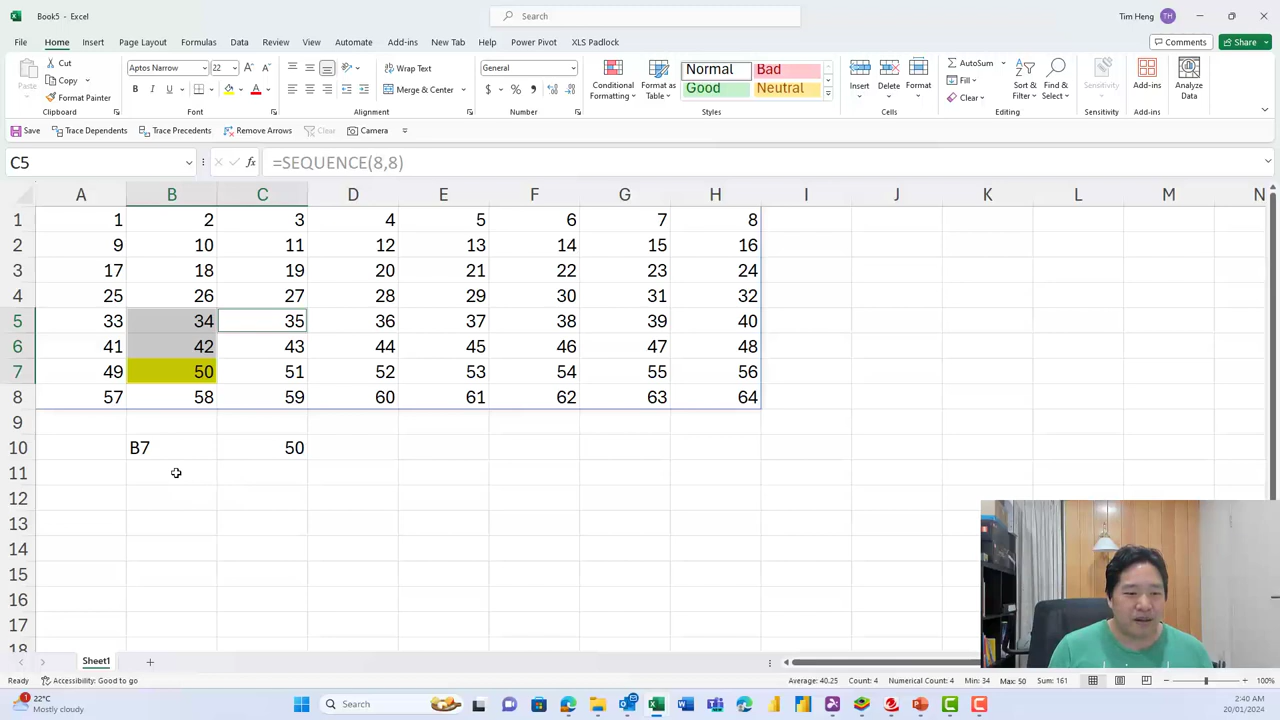 Book5 - Excel
Search
Tim Heng
TH
File Home Insert Page Layout Formulas Data Review View Automate Add-ins New Tab Help Power Pivot XLS Padlock
Comments Share
Paste
Cut
Copy
Format Painter
Clipboard
Aptos Narrow 22
B I U
Font
Wrap Text
Merge & Center
Alignment
General
$ % ,
Number
Conditional Formatting
Format as Table
Normal Bad
Good Neutral
Styles
Insert Delete Format
Cells
AutoSum
Fill
Clear
Sort & Filter
Find & Select
Editing
Sensitivity
Sensitivity
Add-ins
Add-ins
Analyze Data
Save Trace Dependents Trace Precedents Remove Arrows Clear Camera
C5 fx =SEQUENCE(8,8)
A B C D E F G H I J K L M N
1 1 2 3 4 5 6 7 8
2 9 10 11 12 13 14 15 16
3 17 18 19 20 21 22 23 24
4 25 26 27 28 29 30 31 32
5 33 34 35 36 37 38 39 40
6 41 42 43 44 45 46 47 48
7 49 50 51 52 53 54 55 56
8 57 58 59 60 61 62 63 64
9
10 B7 50
11
12
13
14
15
16
17
18
Sheet1
Ready Accessibility: Good to go Average: 40.25 Count: 4 Numerical Count: 4 Min: 34 Max: 50 Sum: 161 100%
22°C
Mostly cloudy
Search
2:40 AM
20/01/2024